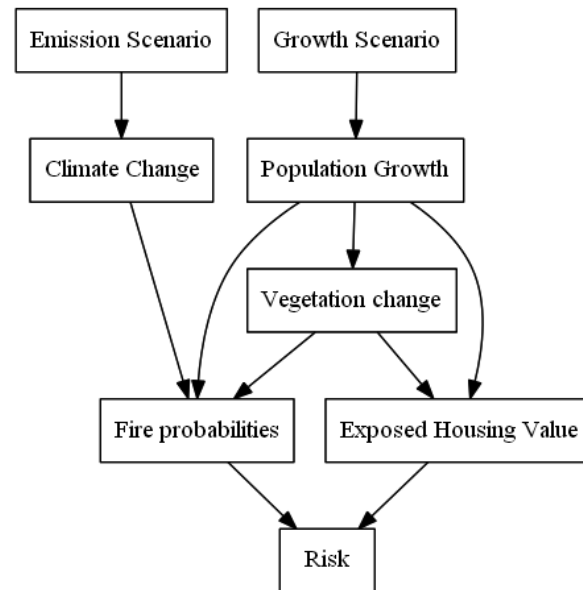 Emission Scenario
Growth Scenario
Climate Change
Population Growth
Vegetation change
Fire probabilities
Exposed Housing Value
Risk